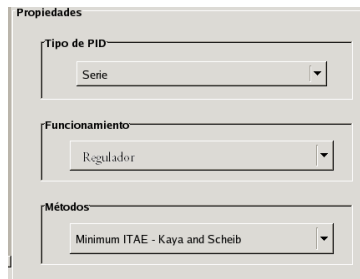 Propiedades
Tipo de PID
Serie
Funcionamiento
Regulador
Métodos
Minimum ITAE - Kaya and Scheib